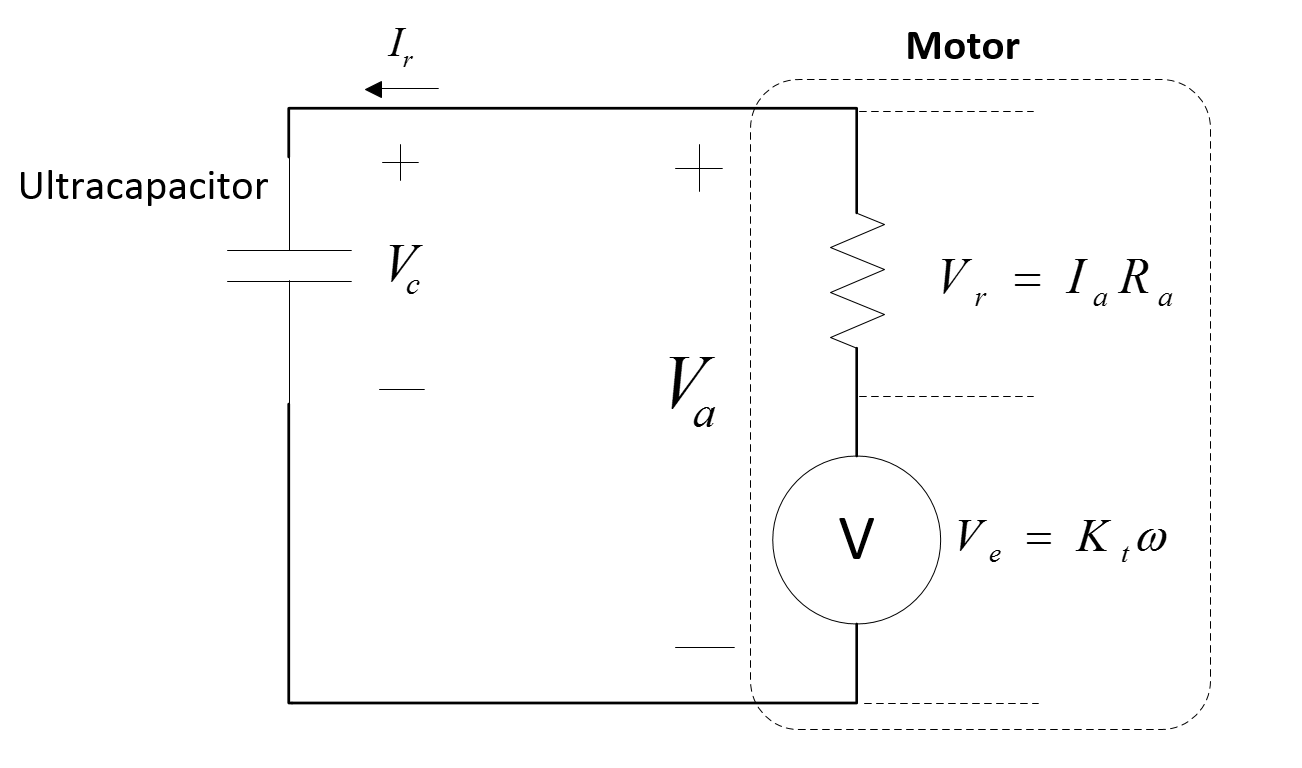 I_r
Motor
+
+
Ultracapacitor
V_c
V_r = I_a R_a
−
V_a
V
V_e = K_t ω
−